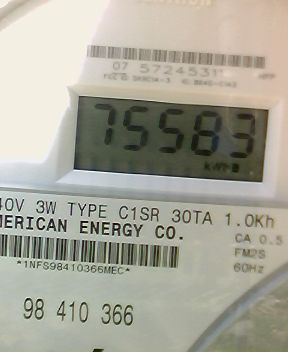 07 5724531
75583
kWH
40V 3W TYPE C1SR 30TA 1.0Kh
MERICAN ENERGY CO.
CA 0.5
FM2S
*1NFS98410366MEC*
60Hz
98 410 366